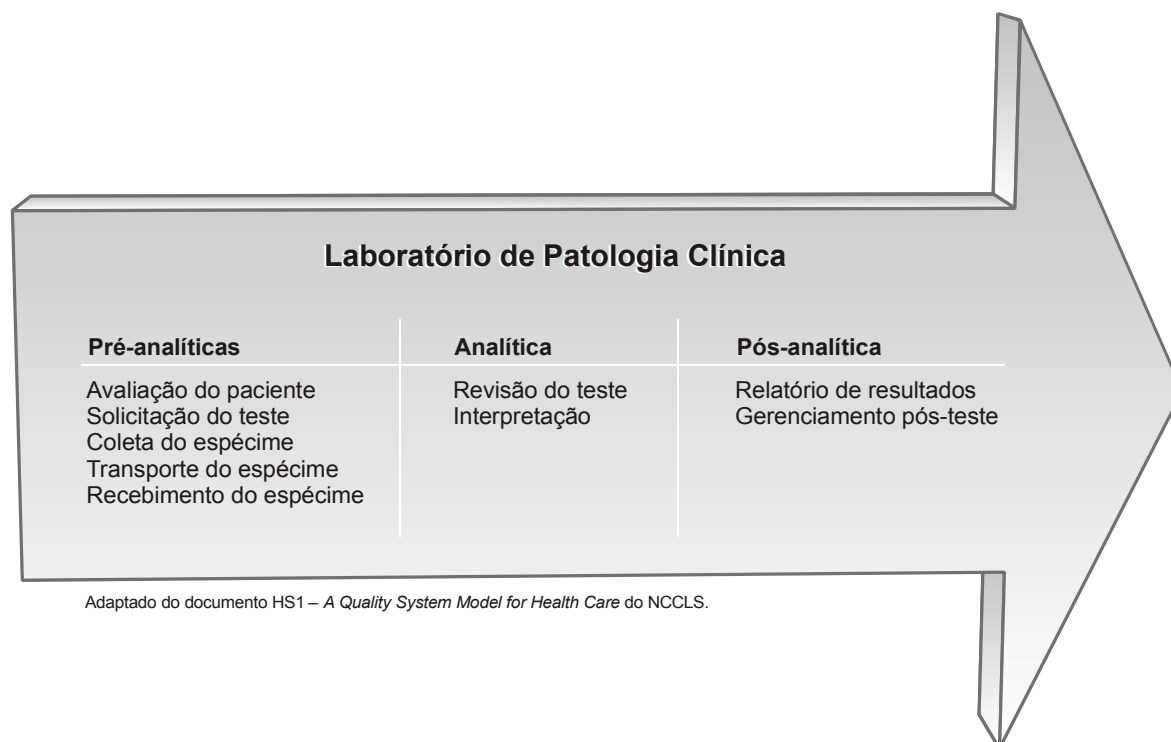 Laboratório de Patologia Clínica
Pré-analíticas
Avaliação do paciente
Solicitação do teste
Coleta do espécime
Transporte do espécime
Recebimento do espécime
Analítica
Revisão do teste
Interpretação
Pós-analítica
Relatório de resultados
Gerenciamento pós-teste
Adaptado do documento HS1 – A Quality System Model for Health Care do NCCLS.